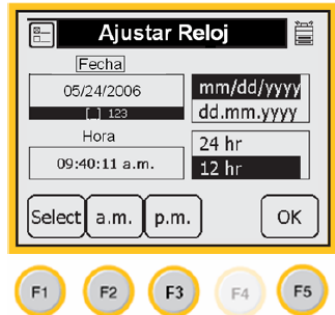 Ajustar Reloj
Fecha
05/24/2006
[..] 123
mm/dd/yyyy
dd.mm.yyyy
Hora
09:40:11 a.m.
24 hr
12 hr
Select a.m. p.m. OK
F1 F2 F3 F4 F5